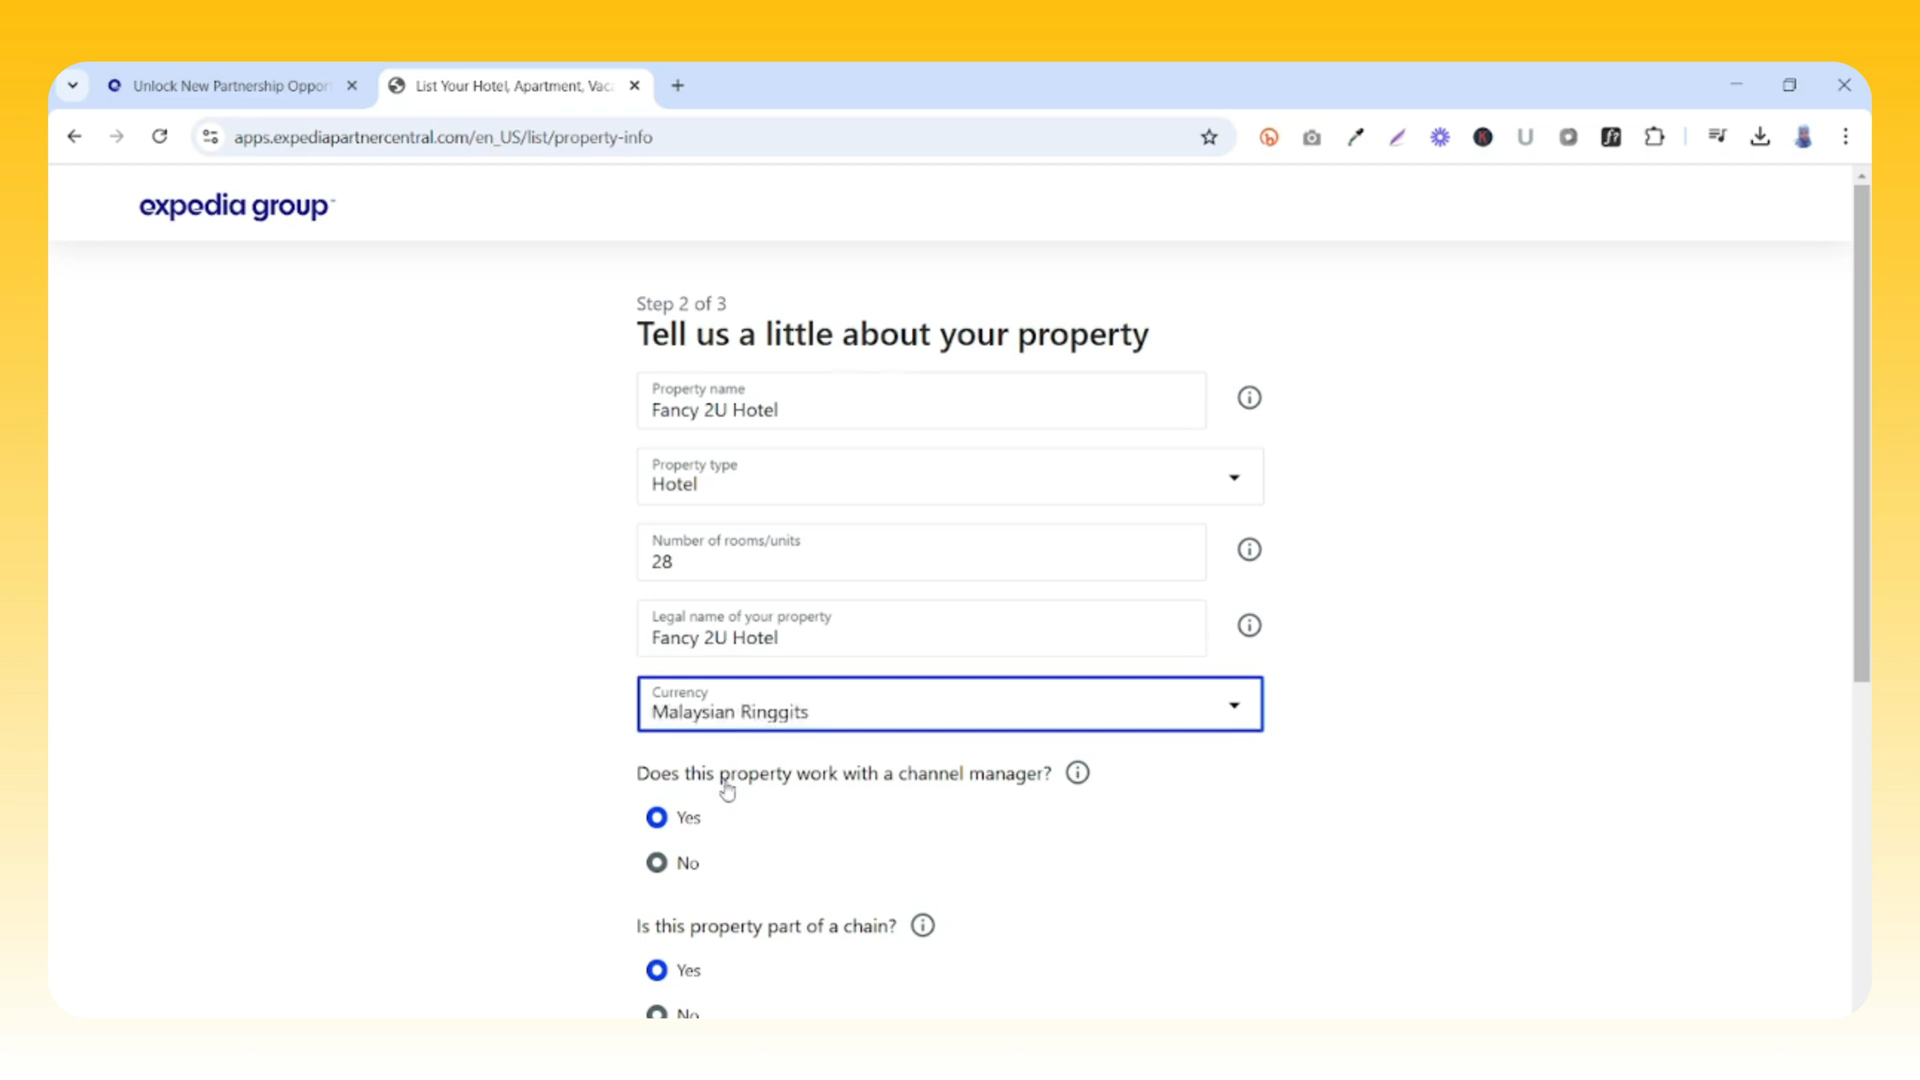 Unlock New Partnership Oppor
List Your Hotel, Apartment, Vac
apps.expediapartnercentral.com/en_US/list/property-info
expedia group™
Step 2 of 3
Tell us a little about your property
Property name
Fancy 2U Hotel
Property type
Hotel
Number of rooms/units
28
Legal name of your property
Fancy 2U Hotel
Currency
Malaysian Ringgits
Does this property work with a channel manager?
Yes
No
Is this property part of a chain?
Yes
No